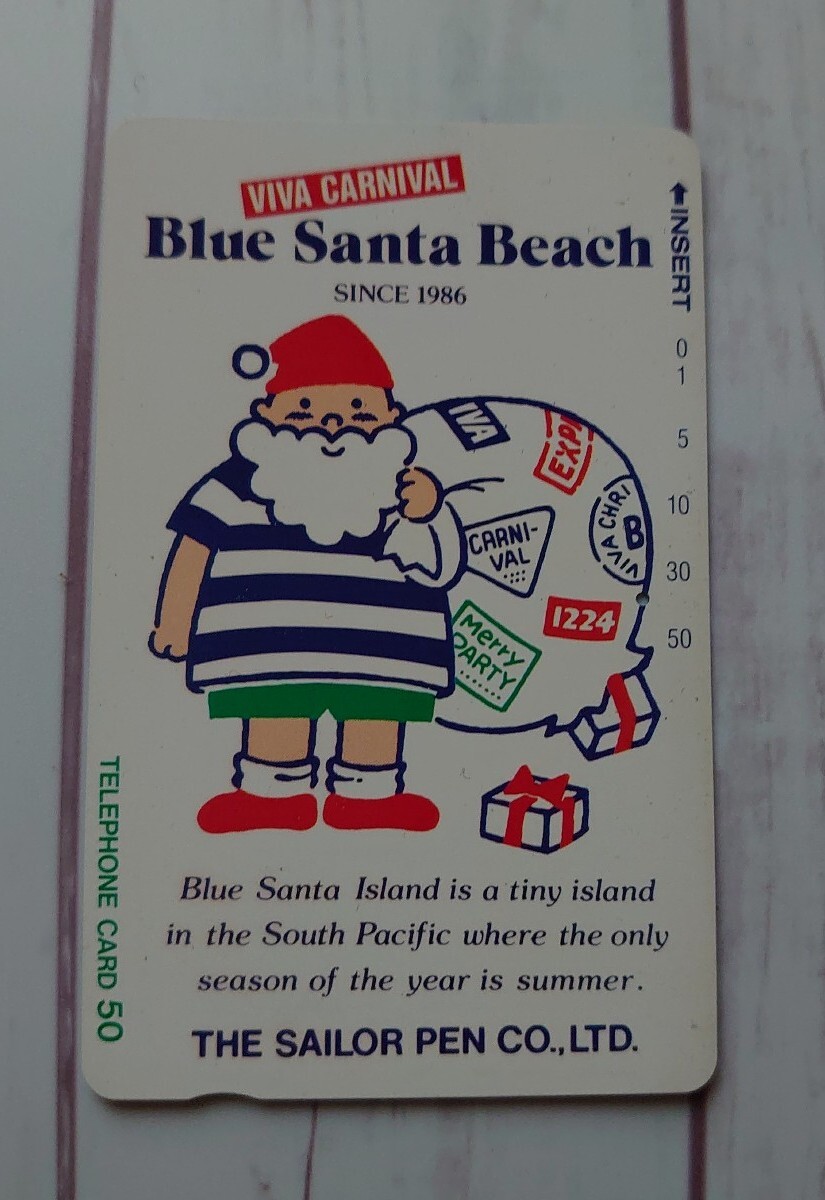 VIVA CARNIVAL
Blue Santa Beach
SINCE 1986
INSERT
0
1
5
10
30
50
IVA
EXP
VIVA CHRI
B
CARNI-
VAL
1224
Merry
PARTY
TELEPHONE CARD 50
Blue Santa Island is a tiny island
in the South Pacific where the only
season of the year is summer.
THE SAILOR PEN CO.,LTD.